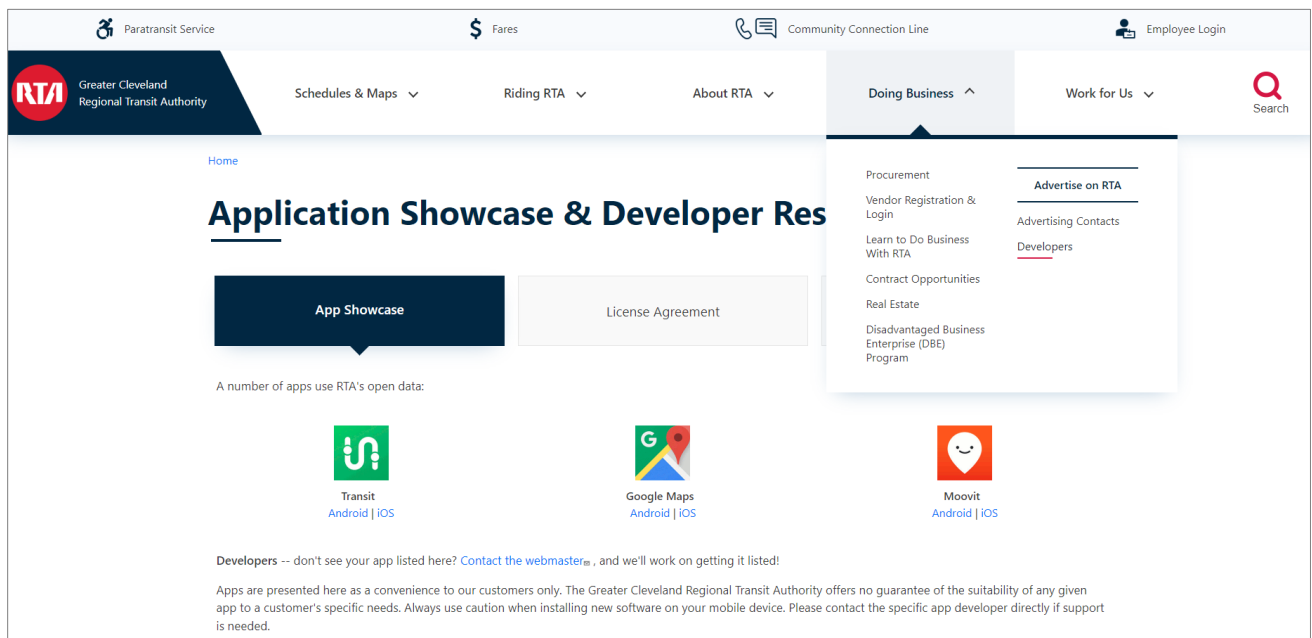 Paratransit Service
Fares
Community Connection Line
Employee Login
RTA
Greater Cleveland
Regional Transit Authority
Schedules & Maps
Riding RTA
About RTA
Doing Business
Work for Us
Search
Home
Procurement
Vendor Registration &
Login
Learn to Do Business
With RTA
Contract Opportunities
Real Estate
Disadvantaged Business
Enterprise (DBE)
Program
Advertise on RTA
Advertising Contacts
Developers
Application Showcase & Developer Res
App Showcase
License Agreement
A number of apps use RTA's open data:
G
Transit
Android | iOS
Google Maps
Android | iOS
Moovit
Android | iOS
Developers -- don't see your app listed here? Contact the webmaster , and we'll work on getting it listed!
Apps are presented here as a convenience to our customers only. The Greater Cleveland Regional Transit Authority offers no guarantee of the suitability of any given
app to a customer's specific needs. Always use caution when installing new software on your mobile device. Please contact the specific app developer directly if support
is needed.